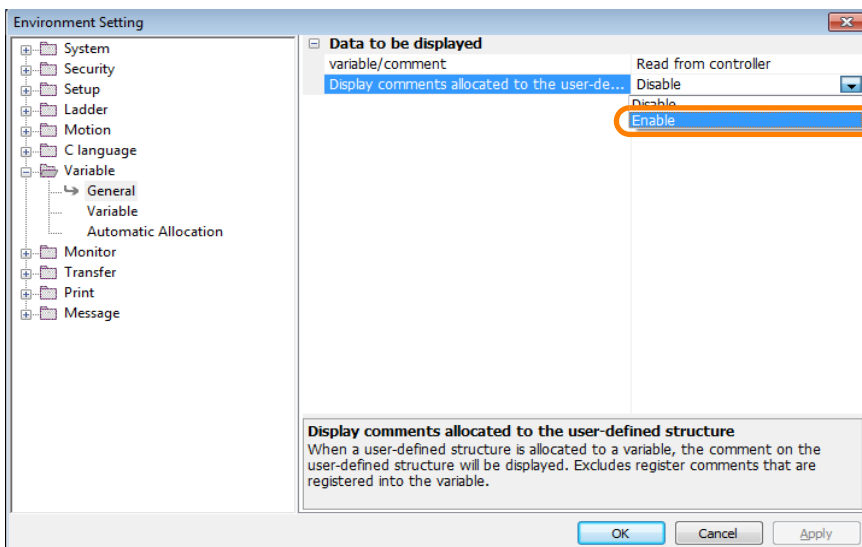 Environment Setting
System
Security
Setup
Ladder
Motion
C language
Variable
General
Variable
Automatic Allocation
Monitor
Transfer
Print
Message
Data to be displayed
variable/comment Read from controller
Display comments allocated to the user-de... Disable
Disable
Enable
Display comments allocated to the user-defined structure
When a user-defined structure is allocated to a variable, the comment on the
user-defined structure will be displayed. Excludes register comments that are
registered into the variable.
OK Cancel Apply